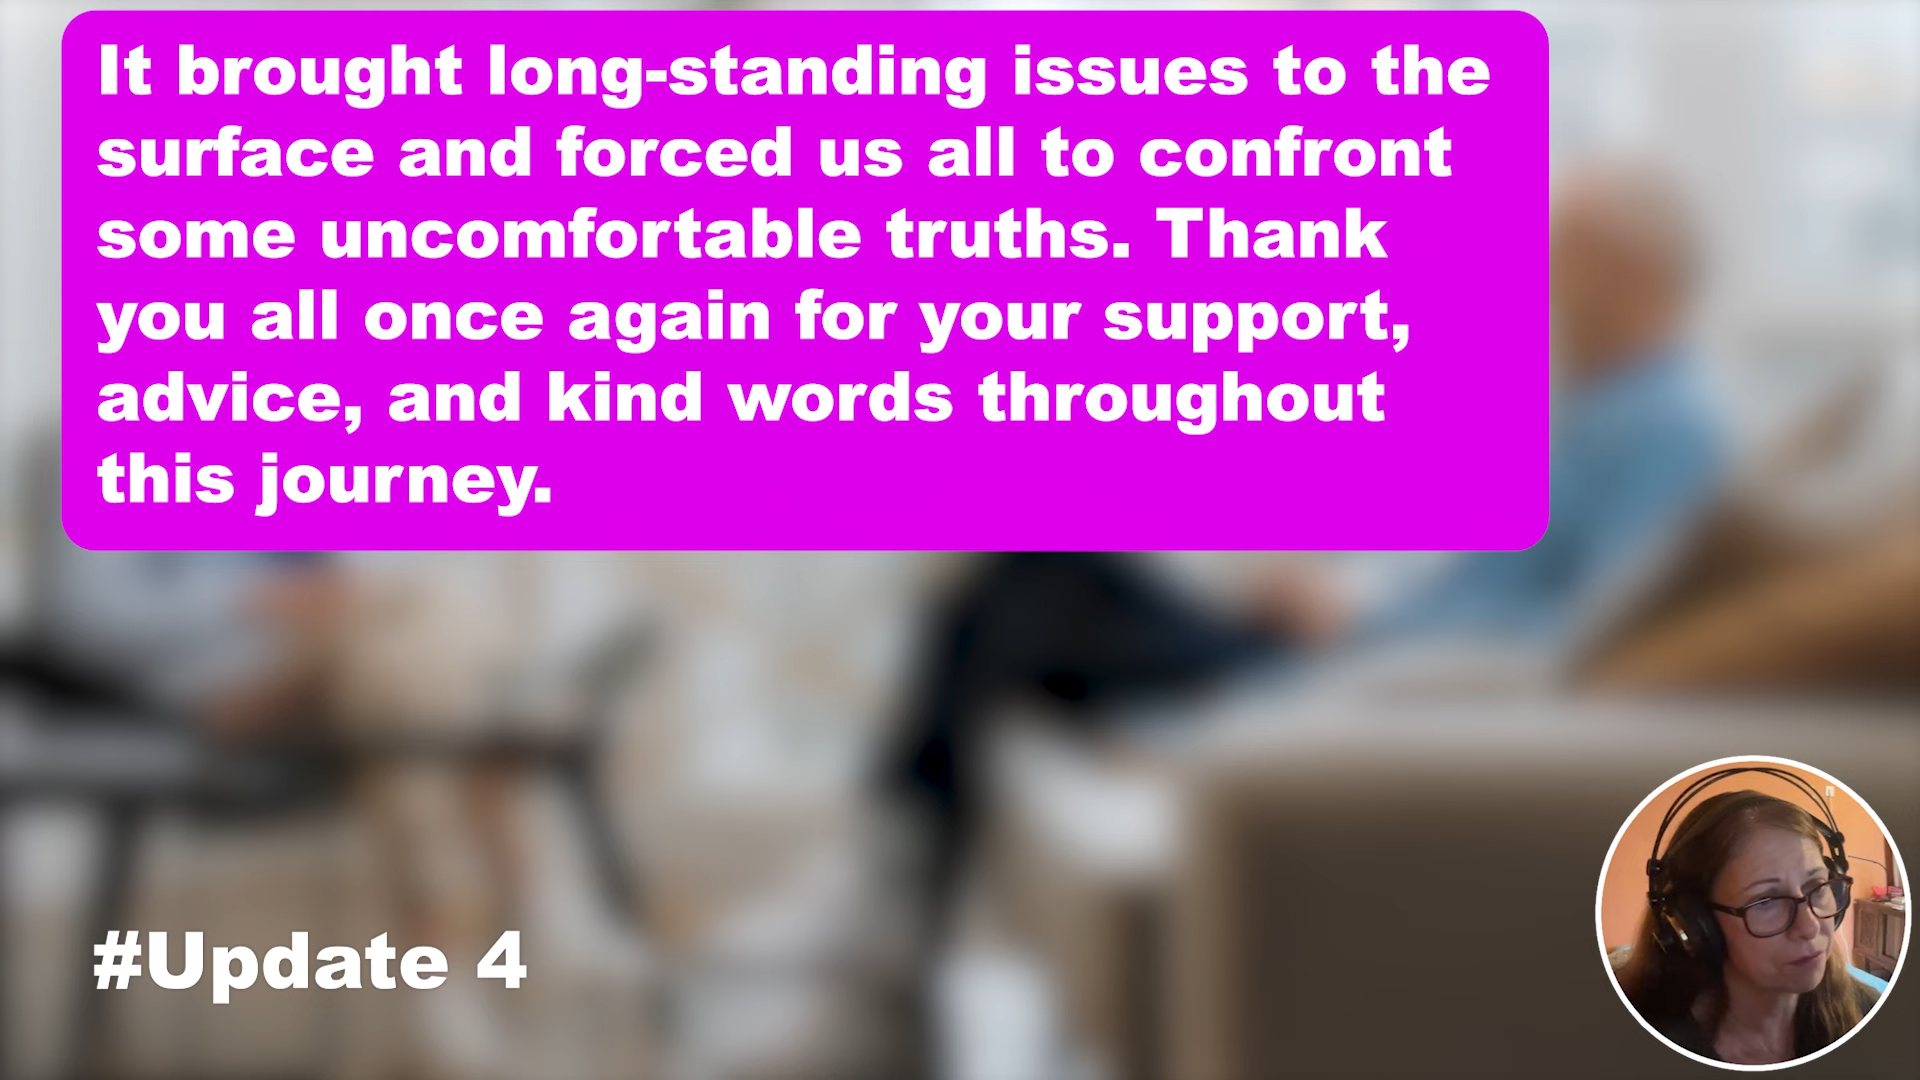 It brought long-standing issues to the
surface and forced us all to confront
some uncomfortable truths. Thank
you all once again for your support,
advice, and kind words throughout
this journey.
#Update 4